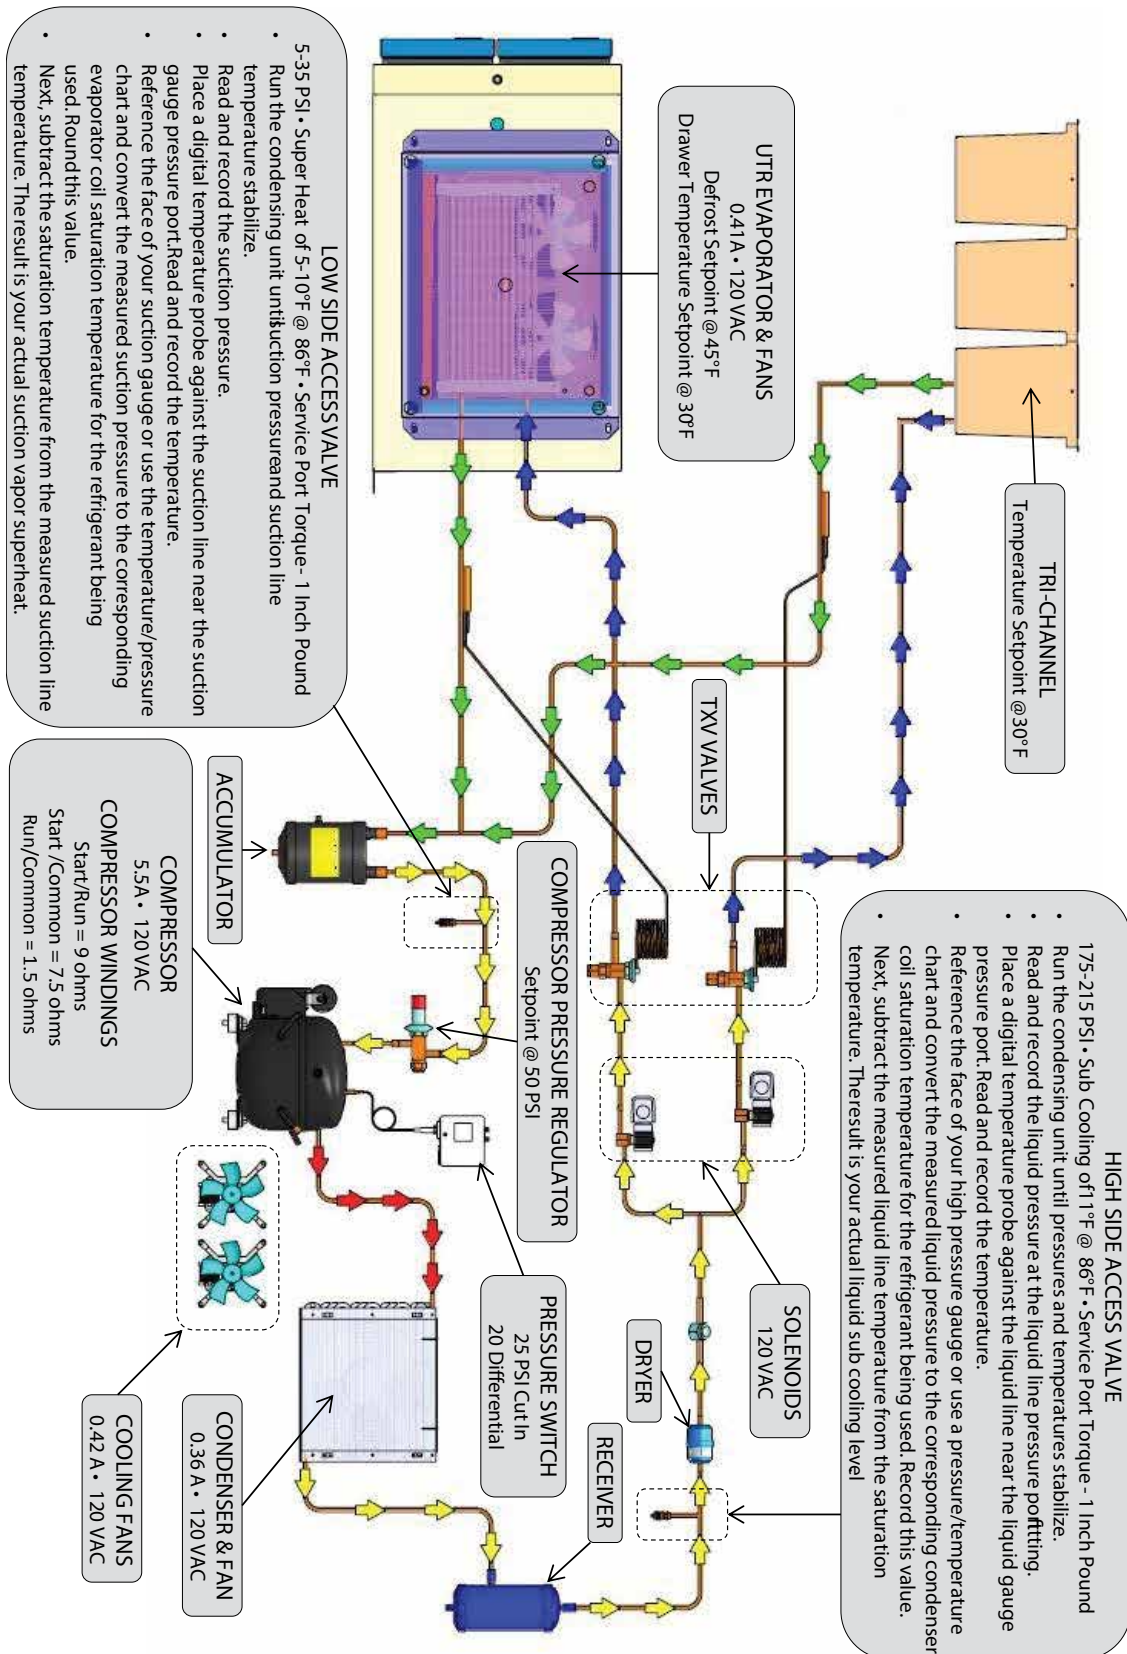 HIGH SIDE ACCESS VALVE
175-215 PSI • Sub Cooling of11°F @ 86°F • Service Port Torque - 1 Inch Pound
• Run the condensing unit until pressures and temperatures stabilize.
• Read and record the liquid pressure at the liquid line pressure
• Place a digital temperature probe against the liquid line near the liquid gauge
pressure port. Read and record the temperature.
• Reference the face of your high pressure gauge or use a pressure/temperature
chart and convert the measured liquid pressure to the corresponding condenser
coil saturation temperature for the refrigerant being used. Record this value.
• Next, subtract the measured liquid line temperature from the saturation
temperature. Theresult is your actual liquid sub cooling level
TRI-CHANNEL
Temperature Setpoint @30°F
UTR EVAPORATOR & FANS
0.41A • 120 VAC
Defrost Setpoint @ 45°F
Drawer Temperature Setpoint @ 30°F
TXV VALVES
SOLENOIDS
120 VAC
DRYER
RECEIVER
COMPRESSOR PRESSURE REGULATOR
Setpoint @ 50 PSI
PRESSURE SWITCH
25 PSI Cut In
20 Differential
LOW SIDE ACCESS VALVE
5-35 PSI • Super Heat of 5-10°F @ 86°F • Service Port Torque - 1 Inch Pound
• Run the condensing unit until suction pressure and suction line
temperature stabilize.
• Read and record the suction pressure.
• Place a digital temperature probe against the suction line near the suction
gauge pressure port.Read and record the temperature.
• Reference the face of your suction gauge or use the temperature/pressure
chart and convert the measured suction pressure to the corresponding
evaporator coil saturation temperature for the refrigerant being
used. Round this value.
• Next, subtract the saturation temperature from the measured suction line
temperature. The result is your actual suction vapor superheat.
ACCUMULATOR
COMPRESSOR
5.5A • 120VAC
COMPRESSOR WINDINGS
Start/Run = 9 ohms
Start /Common = 7.5 ohms
Run/Common = 1.5 ohms
CONDENSER & FAN
0.36 A • 120 VAC
COOLING FANS
0.42 A • 120 VAC